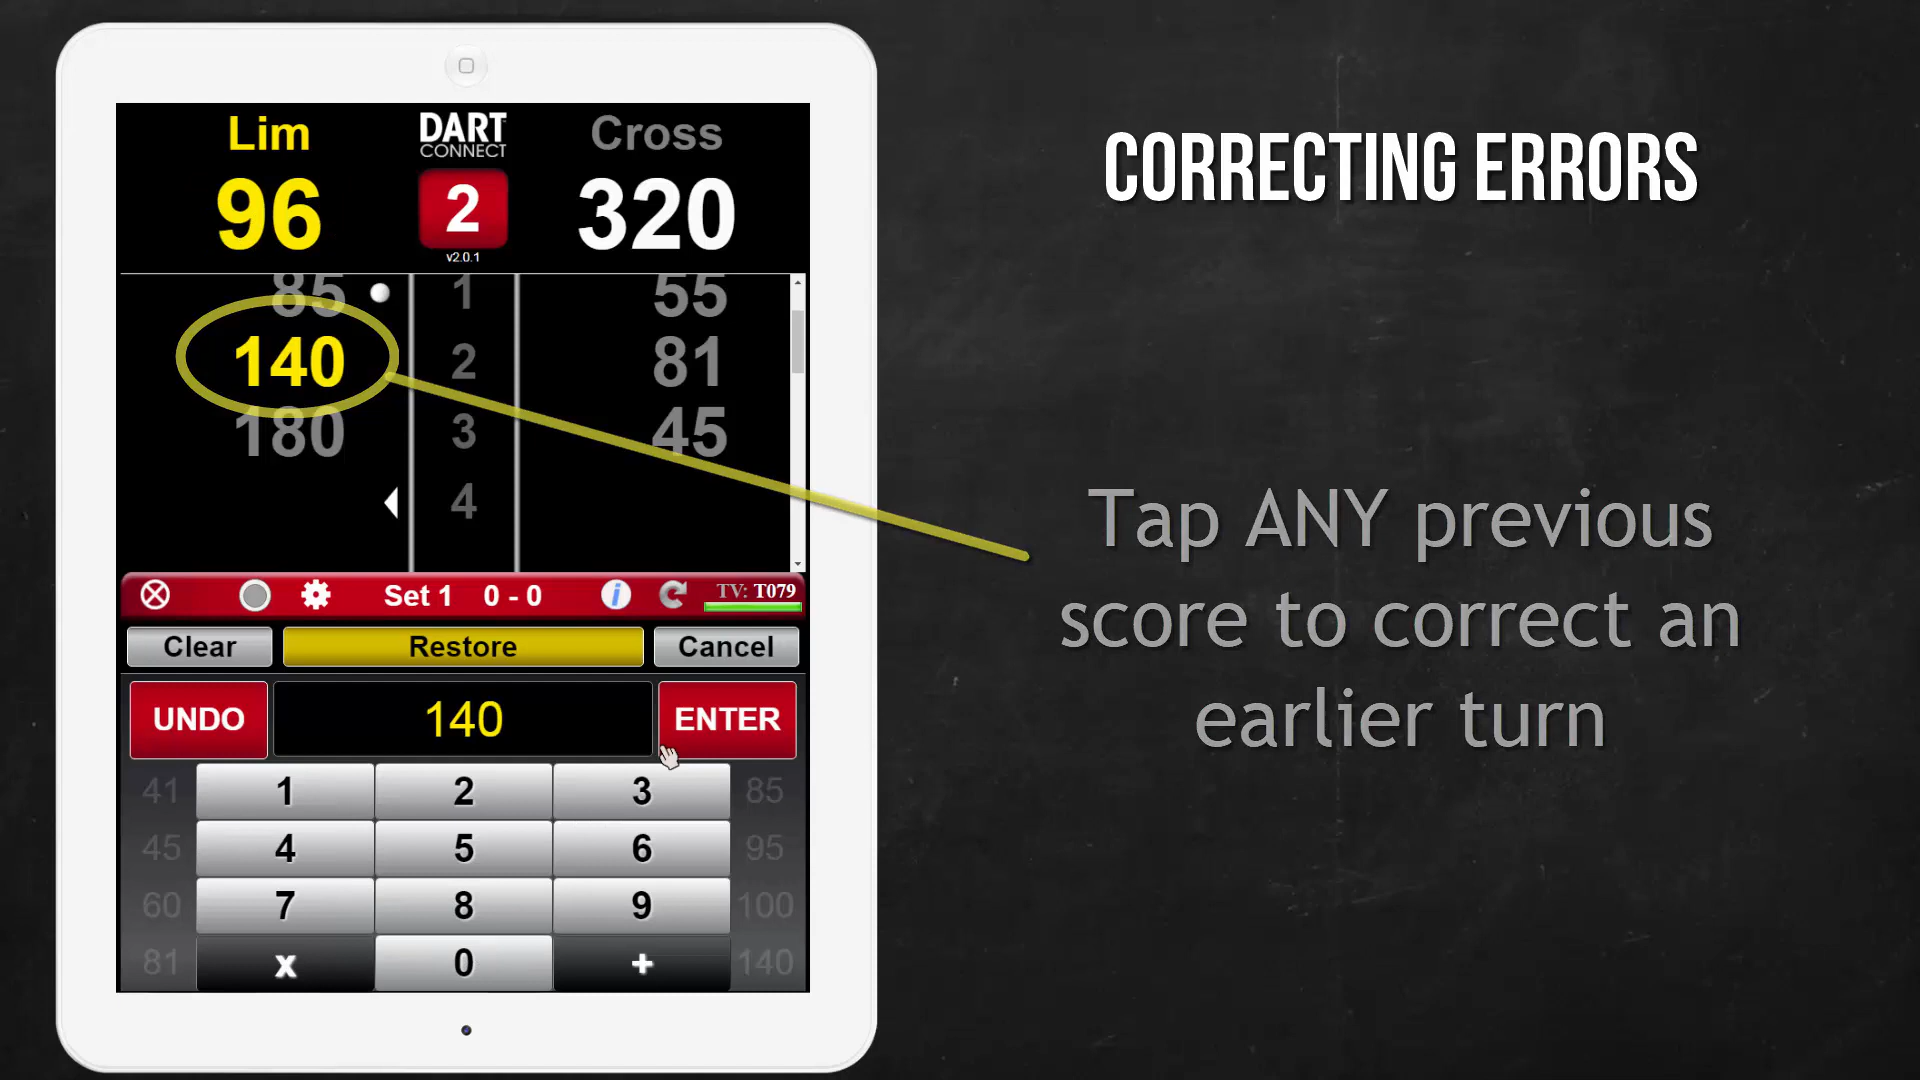 Lim
DART
CONNECT
Cross
96
2
320
v2.0.1
85
1
55
140
2
81
180
3
45
4
Set 1 0 - 0
i
TV: T079
Clear
Restore
Cancel
UNDO
140
ENTER
41
1
2
3
85
45
4
5
6
95
60
7
8
9
100
81
x
0
+
140
CORRECTING ERRORS
Tap ANY previous
score to correct an
earlier turn